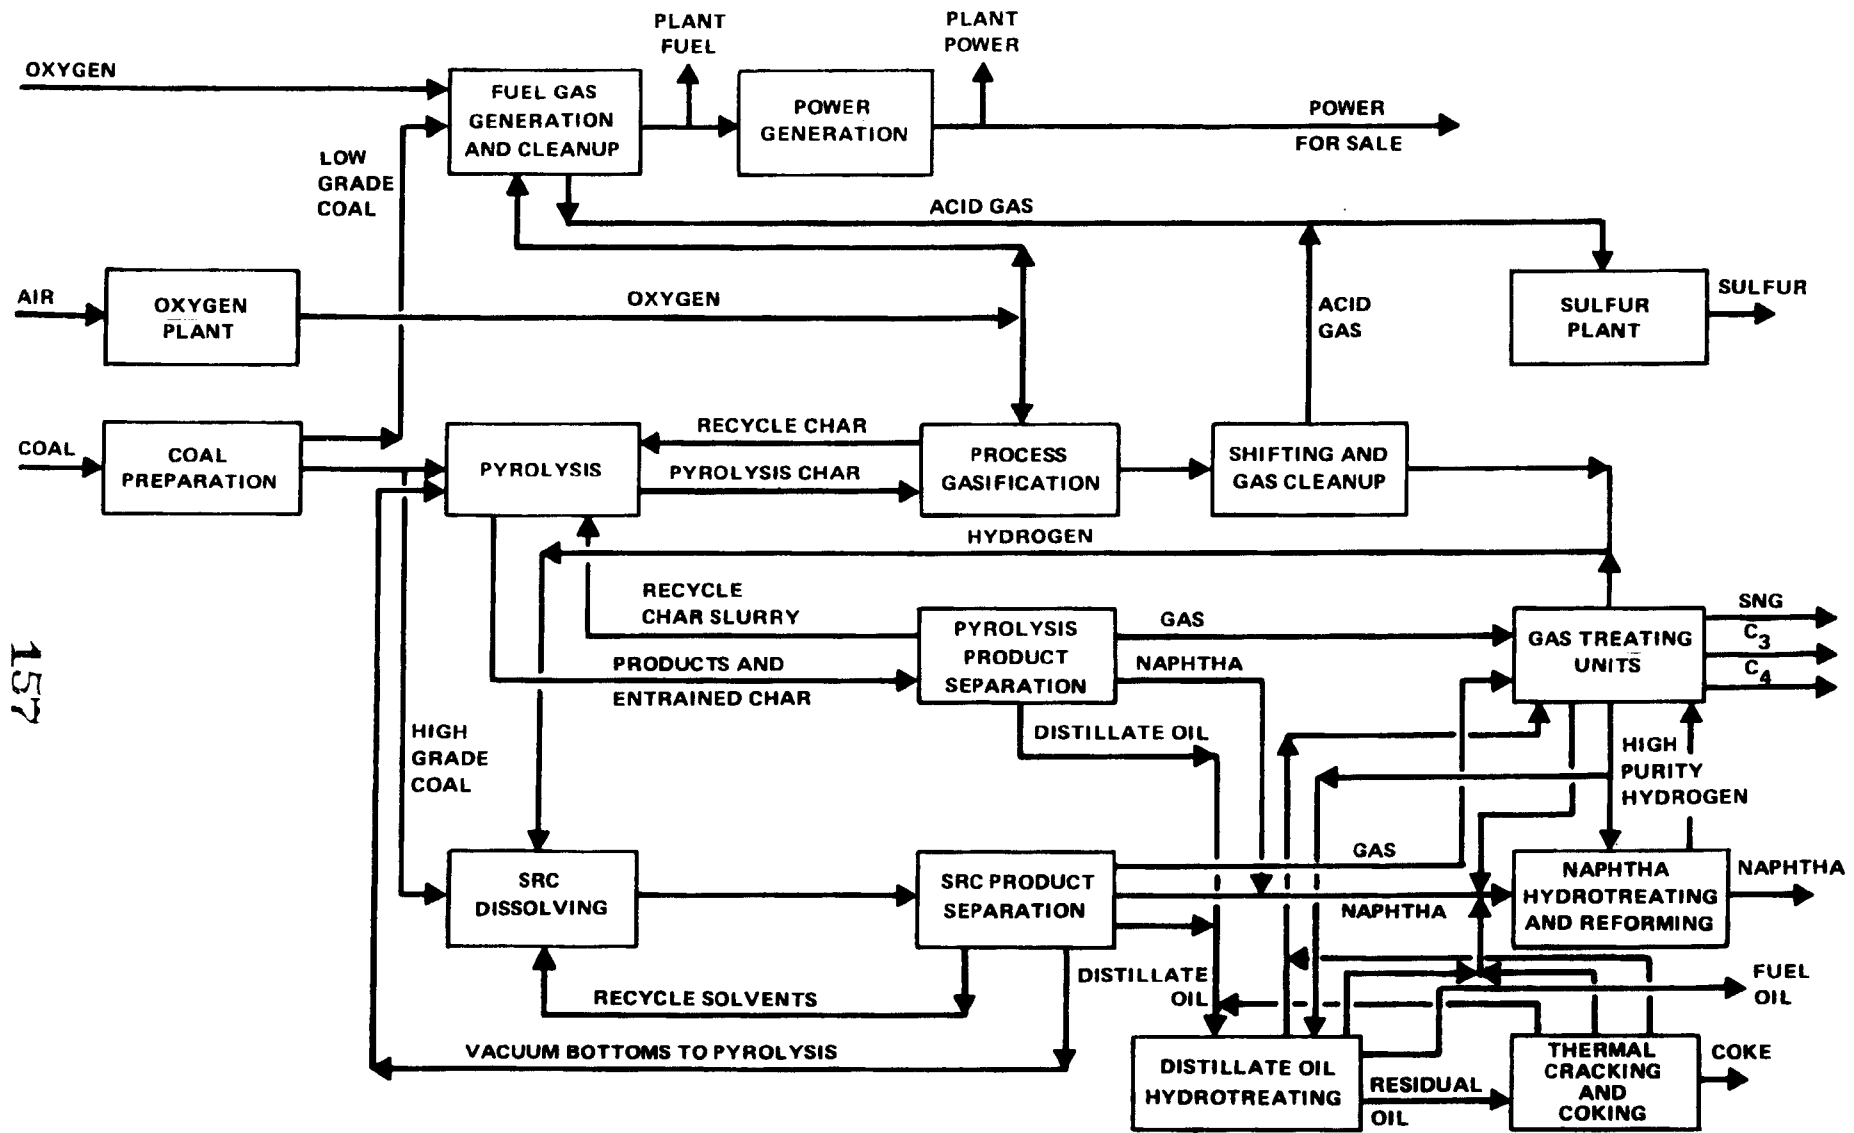 PLANT
FUEL
PLANT
POWER
OXYGEN
FUEL GAS
GENERATION
AND CLEANUP
POWER
GENERATION
POWER
FOR SALE
LOW
GRADE
COAL
ACID GAS
AIR
OXYGEN
PLANT
OXYGEN
ACID
GAS
SULFUR
PLANT
SULFUR
COAL
COAL
PREPARATION
PYROLYSIS
RECYCLE CHAR
PYROLYSIS CHAR
PROCESS
GASIFICATION
SHIFTING AND
GAS CLEANUP
HYDROGEN
RECYCLE
CHAR SLURRY
PRODUCTS AND
ENTRAINED CHAR
PYROLYSIS
PRODUCT
SEPARATION
GAS
NAPHTHA
DISTILLATE OIL
GAS TREATING
UNITS
SNG
C3
C4
157
HIGH
GRADE
COAL
HIGH
PURITY
HYDROGEN
SRC
DISSOLVING
SRC PRODUCT
SEPARATION
GAS
NAPHTHA
NAPHTHA
HYDROTREATING
AND REFORMING
NAPHTHA
RECYCLE SOLVENTS
DISTILLATE
OIL
FUEL
OIL
VACUUM BOTTOMS TO PYROLYSIS
DISTILLATE OIL
HYDROTREATING
RESIDUAL
OIL
THERMAL
CRACKING
AND
COKING
COKE